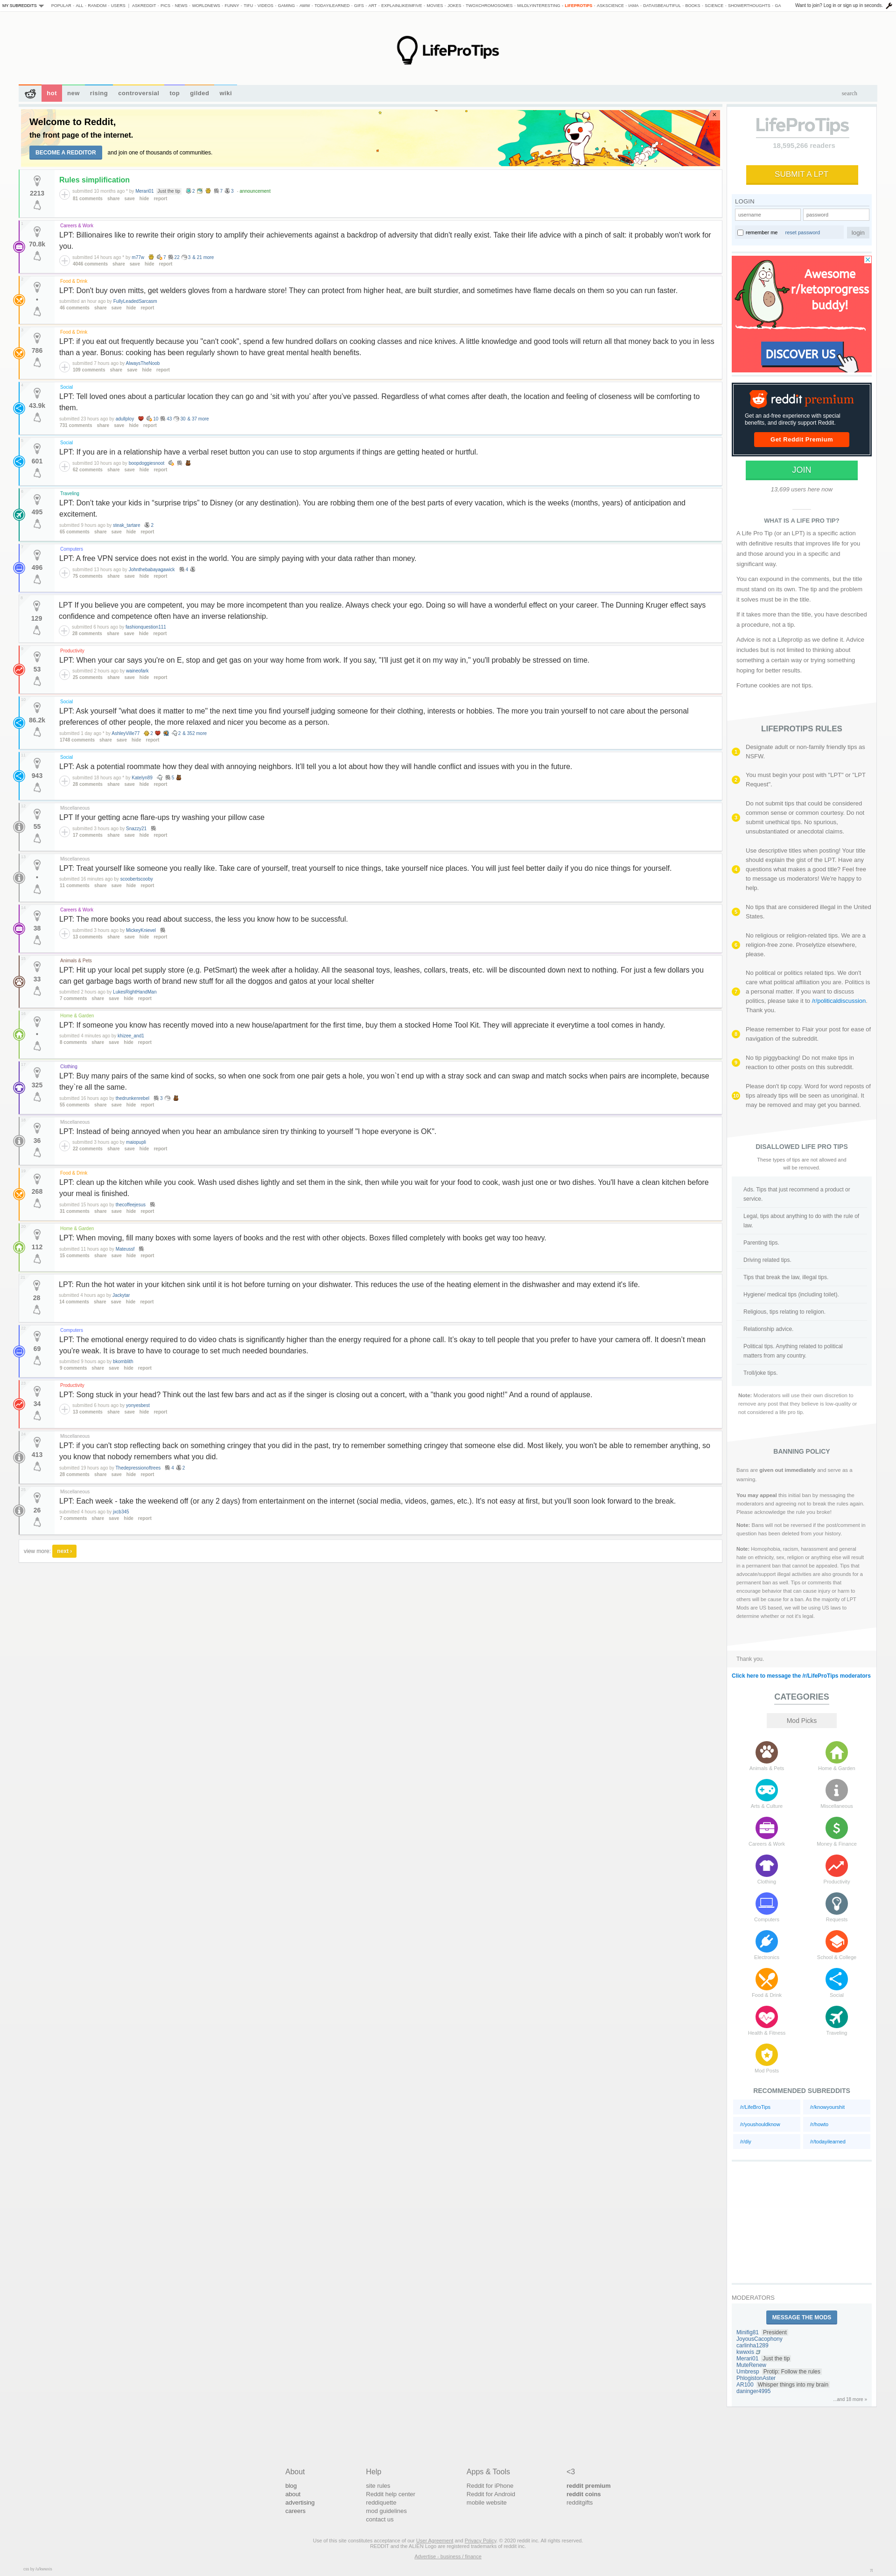 MY SUBREDDITS POPULAR - ALL - RANDOM - USERS | ASKREDDIT - PICS - NEWS - WORLDNEWS - FUNNY - TIFU - VIDEOS - GAMING - AWW - TODAYILEARNED - GIFS - ART - EXPLAINLIKEIMFIVE - MOVIES - JOKES - TWOXCHROMOSOMES - MILDLYINTERESTING - LIFEPROTIPS - ASKSCIENCE - IAMA - DATAISBEAUTIFUL - BOOKS - SCIENCE - SHOWERTHOUGHTS - GA
Want to join? Log in or sign up in seconds.
LifeProTips
hot new rising controversial top gilded wiki
search
Welcome to Reddit,
the front page of the internet.
BECOME A REDDITOR and join one of thousands of communities.
2213
Rules simplification
submitted 10 months ago * by Merari01 Just the tip 2 7 3 - announcement
81 comments share save hide report
Careers & Work
70.8k
LPT: Billionaires like to rewrite their origin story to amplify their achievements against a backdrop of adversity that didn't really exist. Take their life advice with a pinch of salt: it probably won't work for
you.
submitted 14 hours ago * by m77w 7 22 3 & 21 more
4046 comments share save hide report
Food & Drink
•
LPT: Don't buy oven mitts, get welders gloves from a hardware store! They can protect from higher heat, are built sturdier, and sometimes have flame decals on them so you can run faster.
submitted an hour ago by FullyLeadedSarcasm
46 comments share save hide report
Food & Drink
786
LPT: if you eat out frequently because you "can't cook", spend a few hundred dollars on cooking classes and nice knives. A little knowledge and good tools will return all that money back to you in less
than a year. Bonus: cooking has been regularly shown to have great mental health benefits.
submitted 7 hours ago by AlwaysTheNoob
109 comments share save hide report
Social
43.9k
LPT: Tell loved ones about a particular location they can go and 'sit with you' after you've passed. Regardless of what comes after death, the location and feeling of closeness will be comforting to
them.
submitted 23 hours ago by adulliploy 10 43 30 & 37 more
731 comments share save hide report
Social
601
LPT: If you are in a relationship have a verbal reset button you can use to stop arguments if things are getting heated or hurtful.
submitted 10 hours ago by boopdoggiesnoot
62 comments share save hide report
Traveling
495
LPT: Don't take your kids in "surprise trips" to Disney (or any destination). You are robbing them one of the best parts of every vacation, which is the weeks (months, years) of anticipation and
excitement.
submitted 9 hours ago by steak_tartare 2
65 comments share save hide report
Computers
496
LPT: A free VPN service does not exist in the world. You are simply paying with your data rather than money.
submitted 13 hours ago by Johnthebabayagawick 4
75 comments share save hide report
129
LPT If you believe you are competent, you may be more incompetent than you realize. Always check your ego. Doing so will have a wonderful effect on your career. The Dunning Kruger effect says
confidence and competence often have an inverse relationship.
submitted 6 hours ago by fashionquestion111
28 comments share save hide report
Productivity
53
LPT: When your car says you're on E, stop and get gas on your way home from work. If you say, "I'll just get it on my way in," you'll probably be stressed on time.
submitted 2 hours ago by wainestark
20 comments share save hide report
Social
86.2k
LPT: Ask yourself "what does it matter to me" the next time you find yourself judging someone for their clothing, interests or hobbies. The more you train yourself to not care about the personal
preferences of other people, the more relaxed and nicer you become as a person.
submitted 1 day ago * by AshleyVille77 2 2 & 352 more
1748 comments share save hide report
Social
943
LPT: Ask a potential roommate how they deal with annoying neighbors. It'll tell you a lot about how they will handle conflict and issues with you in the future.
submitted 18 hours ago * by Katelyn89 5
28 comments share save hide report
Miscellaneous
55
LPT If your getting acne flare-ups try washing your pillow case
submitted 3 hours ago by Snazzy21
17 comments share save hide report
Miscellaneous
•
LPT: Treat yourself like someone you really like. Take care of yourself, treat yourself to nice things, take yourself nice places. You will just feel better daily if you do nice things for yourself.
submitted 10 minutes ago by scooberbscooby
11 comments share save hide report
Careers & Work
38
LPT: The more books you read about success, the less you know how to be successful.
submitted 3 hours ago by MickeyKnievel
13 comments share save hide report
Animals & Pets
33
LPT: Hit up your local pet supply store (e.g. PetSmart) the week after a holiday. All the seasonal toys, leashes, collars, treats, etc. will be discounted down next to nothing. For just a few dollars you
can get garbage bags worth of brand new stuff for all the doggos and gatos at your local shelter
submitted 2 hours ago by LukesRightHandMan
7 comments share save hide report
Home & Garden
•
LPT: If someone you know has recently moved into a new house/apartment for the first time, buy them a stocked Home Tool Kit. They will appreciate it everytime a tool comes in handy.
submitted 4 minutes ago by khizee_and1
8 comments share save hide report
Clothing
325
LPT: Buy many pairs of the same kind of socks, so when one sock from one pair gets a hole, you won`t end up with a stray sock and can swap and match socks when pairs are incomplete, because
they`re all the same.
submitted 16 hours ago by thedrunkensebel 3
55 comments share save hide report
Miscellaneous
36
LPT: Instead of being annoyed when you hear an ambulance siren try thinking to yourself "I hope everyone is OK".
submitted 3 hours ago by matepupli
22 comments share save hide report
Food & Drink
268
LPT: clean up the kitchen while you cook. Wash used dishes lightly and set them in the sink, then while you wait for your food to cook, wash just one or two dishes. You'll have a clean kitchen before
your meal is finished.
submitted 15 hours ago by thecoffeejesus
31 comments share save hide report
Home & Garden
112
LPT: When moving, fill many boxes with some layers of books and the rest with other objects. Boxes filled completely with books get way too heavy.
submitted 11 hours ago by Mateussf
15 comments share save hide report
28
LPT: Run the hot water in your kitchen sink until it is hot before turning on your dishwater. This reduces the use of the heating element in the dishwasher and may extend it's life.
submitted 4 hours ago by Jackytar
14 comments share save hide report
Computers
69
LPT: The emotional energy required to do video chats is significantly higher than the energy required for a phone call. It's okay to tell people that you prefer to have your camera off. It doesn't mean
you're weak. It is brave to have to courage to set much needed boundaries.
submitted 9 hours ago by bkornblith
9 comments share save hide report
Productivity
34
LPT: Song stuck in your head? Think out the last few bars and act as if the singer is closing out a concert, with a "thank you good night!" And a round of applause.
submitted 6 hours ago by yonyesbest
13 comments share save hide report
Miscellaneous
413
LPT: if you can't stop reflecting back on something cringey that you did in the past, try to remember something cringey that someone else did. Most likely, you won't be able to remember anything, so
you know that nobody remembers what you did.
submitted 19 hours ago by Thedepressionoftrees 4 2
28 comments share save hide report
Miscellaneous
26
LPT: Each week - take the weekend off (or any 2 days) from entertainment on the internet (social media, videos, games, etc.). It's not easy at first, but you'll soon look forward to the break.
submitted 4 hours ago by jacb345
7 comments share save hide report
view more: next ›
LifeProTips
18,595,266 readers
SUBMIT A LPT
LOGIN
username password
remember me reset password login
Awesome
r/ketoprogress
buddy!
DISCOVER US
reddit premium
Get an ad-free experience with special
benefits, and directly support Reddit.
Get Reddit Premium
JOIN
13,699 users here now
WHAT IS A LIFE PRO TIP?
A Life Pro Tip (or an LPT) is a specific action
with definitive results that improves life for you
and those around you in a specific and
significant way.
You can expound in the comments, but the title
must stand on its own. The tip and the problem
it solves must be in the title.
If it takes more than the title, you have described
a procedure, not a tip.
Advice is not a Lifeprotip as we define it. Advice
includes but is not limited to thinking about
something a certain way or trying something
hoping for beneficial results.
Fortune cookies are not tips.
LIFEPROTIPS RULES
1 Designate adult or non-family friendly tips as
NSFW.
2 You must begin your post with "LPT" or "LPT
Request".
3 Do not submit tips that could be considered
common sense or common courtesy. Do not
submit unethical tips. No spurious,
unsubstantiated or anecdotal claims.
4 Use descriptive titles when posting! Your title
should explain the gist of the LPT. Have any
questions what makes a good title? Feel free
to message us moderators! We're happy to
help.
5 No tips that are considered illegal in the United
States.
6 No religious or religion-related tips. We are a
religion-free zone. Proselytize elsewhere,
please.
7 No political or politics related tips. We don't
care what political affiliation you are. Politics is
a personal matter. If you want to discuss
politics, please take it to /r/politicaldiscussion.
Thank you.
8 Please remember to Flair your post for ease of
navigation of the subreddit.
9 No tip piggybacking! Do not make tips in
reaction to other posts on this subreddit.
10 Please don't tip copy. Word for word reposts of
tips already tips will be seen as unoriginal. It
may be removed and may get you banned.
DISALLOWED LIFE PRO TIPS
These types of tips are not allowed and
will be removed.
Ads. Tips that just recommend a product or
service.
Legal, tips about anything to do with the rule of
law.
Parenting tips.
Driving related tips.
Tips that break the law, illegal tips.
Hygiene/ medical tips (including toilet).
Religious, tips relating to religion.
Relationship advice.
Political tips. Anything related to political
matters from any country.
Troll/joke tips.
Note: Moderators will use their own discretion to
remove any post that they believe is low-quality or
not considered a life pro tip.
BANNING POLICY
Bans are given out immediately and serve as a
warning.
You may appeal this initial ban by messaging the
moderators and agreeing not to break the rules again.
Please acknowledge the rule you broke!
Note: Bans will not be reversed if the post/comment in
question has been deleted from your history.
Note: Homophobia, racism, harassment and general
hate on ethnicity, sex, religion or anything else will result
in a permanent ban that cannot be appealed. Tips that
advocate/support illegal activities are also grounds for a
permanent ban as well. Tips or comments that
encourage behavior that can cause injury or harm to
others will be cause for a ban. As the majority of LPT
Mods are US based, we will be using US laws to
determine whether or not it's legal.
Thank you.
Click here to message the /r/LifeProTips moderators
CATEGORIES
Mod Picks
Animals & Pets Home & Garden
Arts & Culture Miscellaneous
Careers & Work Money & Finance
Clothing Productivity
Computers Requests
Electronics School & College
Food & Drink Social
Health & Fitness Traveling
Mod Posts
RECOMMENDED SUBREDDITS
/r/LifeBroTips /r/knowyourshit
/r/youshouldknow /r/howto
/r/diy /r/todayilearned
MODERATORS
MESSAGE THE MODS
Minifig81 President
JoyousCacophony
carlinha1289
kwwxis
Merari01 Just the tip
MuteRenew
Umbresp Protip: Follow the rules
PhlogistonAster
AR100 Whisper things into my brain
daninger4995
...and 18 more »
About
blog
about
advertising
careers
Help
site rules
Reddit help center
reddiquette
mod guidelines
contact us
Apps & Tools
Reddit for iPhone
Reddit for Android
mobile website
<3
reddit premium
reddit coins
redditgifts
Use of this site constitutes acceptance of our User Agreement and Privacy Policy. © 2020 reddit inc. All rights reserved.
REDDIT and the ALIEN Logo are registered trademarks of reddit inc.
Advertise - business / finance
π